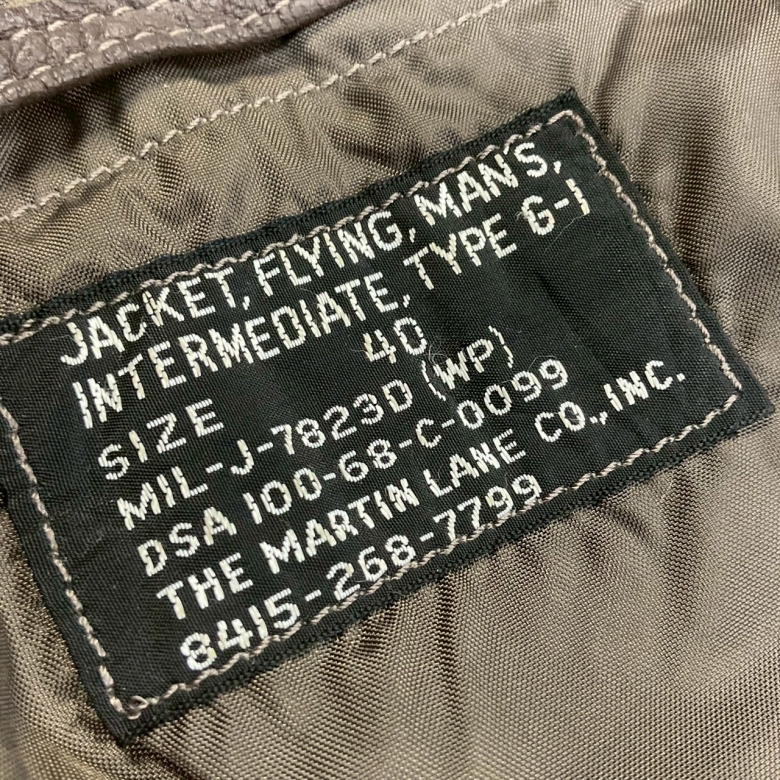 JACKET, FLYING, MAN'S,
INTERMEDIATE, TYPE G-1
SIZE 40
MIL-J-7823D (WP)
DSA 100-68-C-0099
THE MARTIN LANE CO., INC.
8415-268-7799